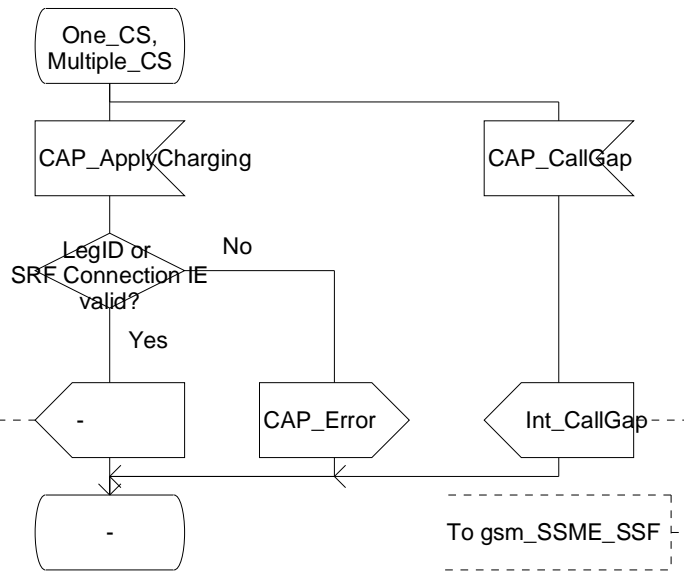 One_CS,
Multiple_CS
CAP_ApplyCharging
CAP_CallGap
LegID or
SRF Connection IE
valid?
No
Yes
-
CAP_Error
Int_CallGap
-
To gsm_SSME_SSF